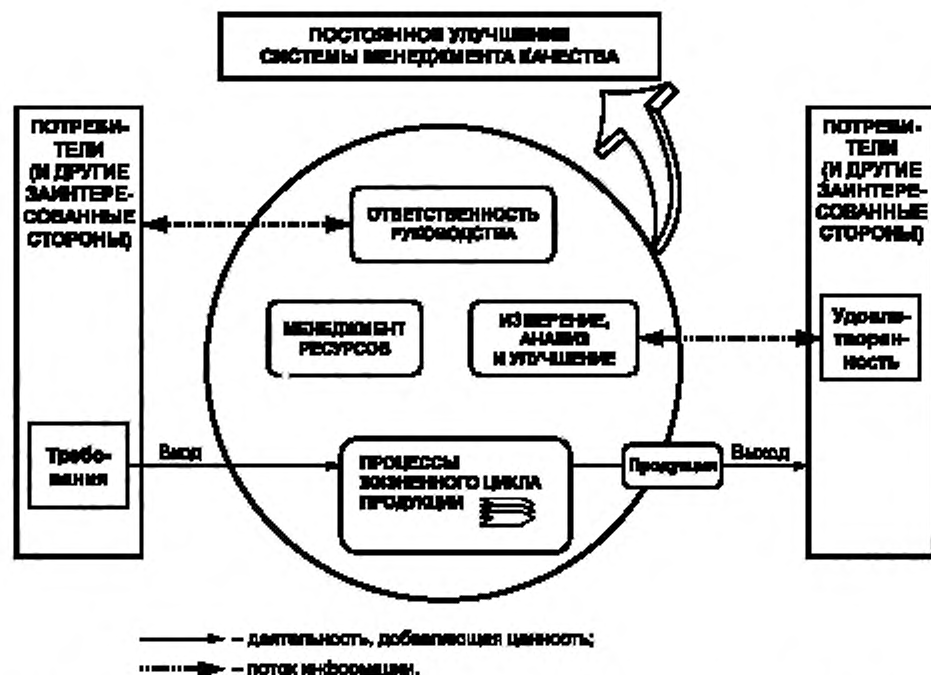 ПОСТОЯННОЕ УЛУЧШЕНИЕ
СИСТЕМЫ МЕНЕДЖМЕНТА КАЧЕСТВА
ПОТРЕБИ-
ТЕЛИ
(И ДРУГИЕ
ЗАИНТЕРЕ-
СОВАННЫЕ
СТОРОНЫ)
ОТВЕТСТВЕННОСТЬ
РУКОВОДСТВА
ПОТРЕБИ-
ТЕЛИ
(И ДРУГИЕ
ЗАИНТЕРЕ-
СОВАННЫЕ
СТОРОНЫ)
МЕНЕДЖМЕНТ
РЕСУРСОВ
ИЗМЕРЕНИЕ,
АНАЛИЗ
И УЛУЧШЕНИЕ
Удовле-
творен-
ность
Требо-
вания
Вход
ПРОЦЕССЫ
ЖИЗНЕННОГО ЦИКЛА
ПРОДУКЦИИ
Продукция
Выход
– деятельность, добавляющая ценность;
– поток информации.